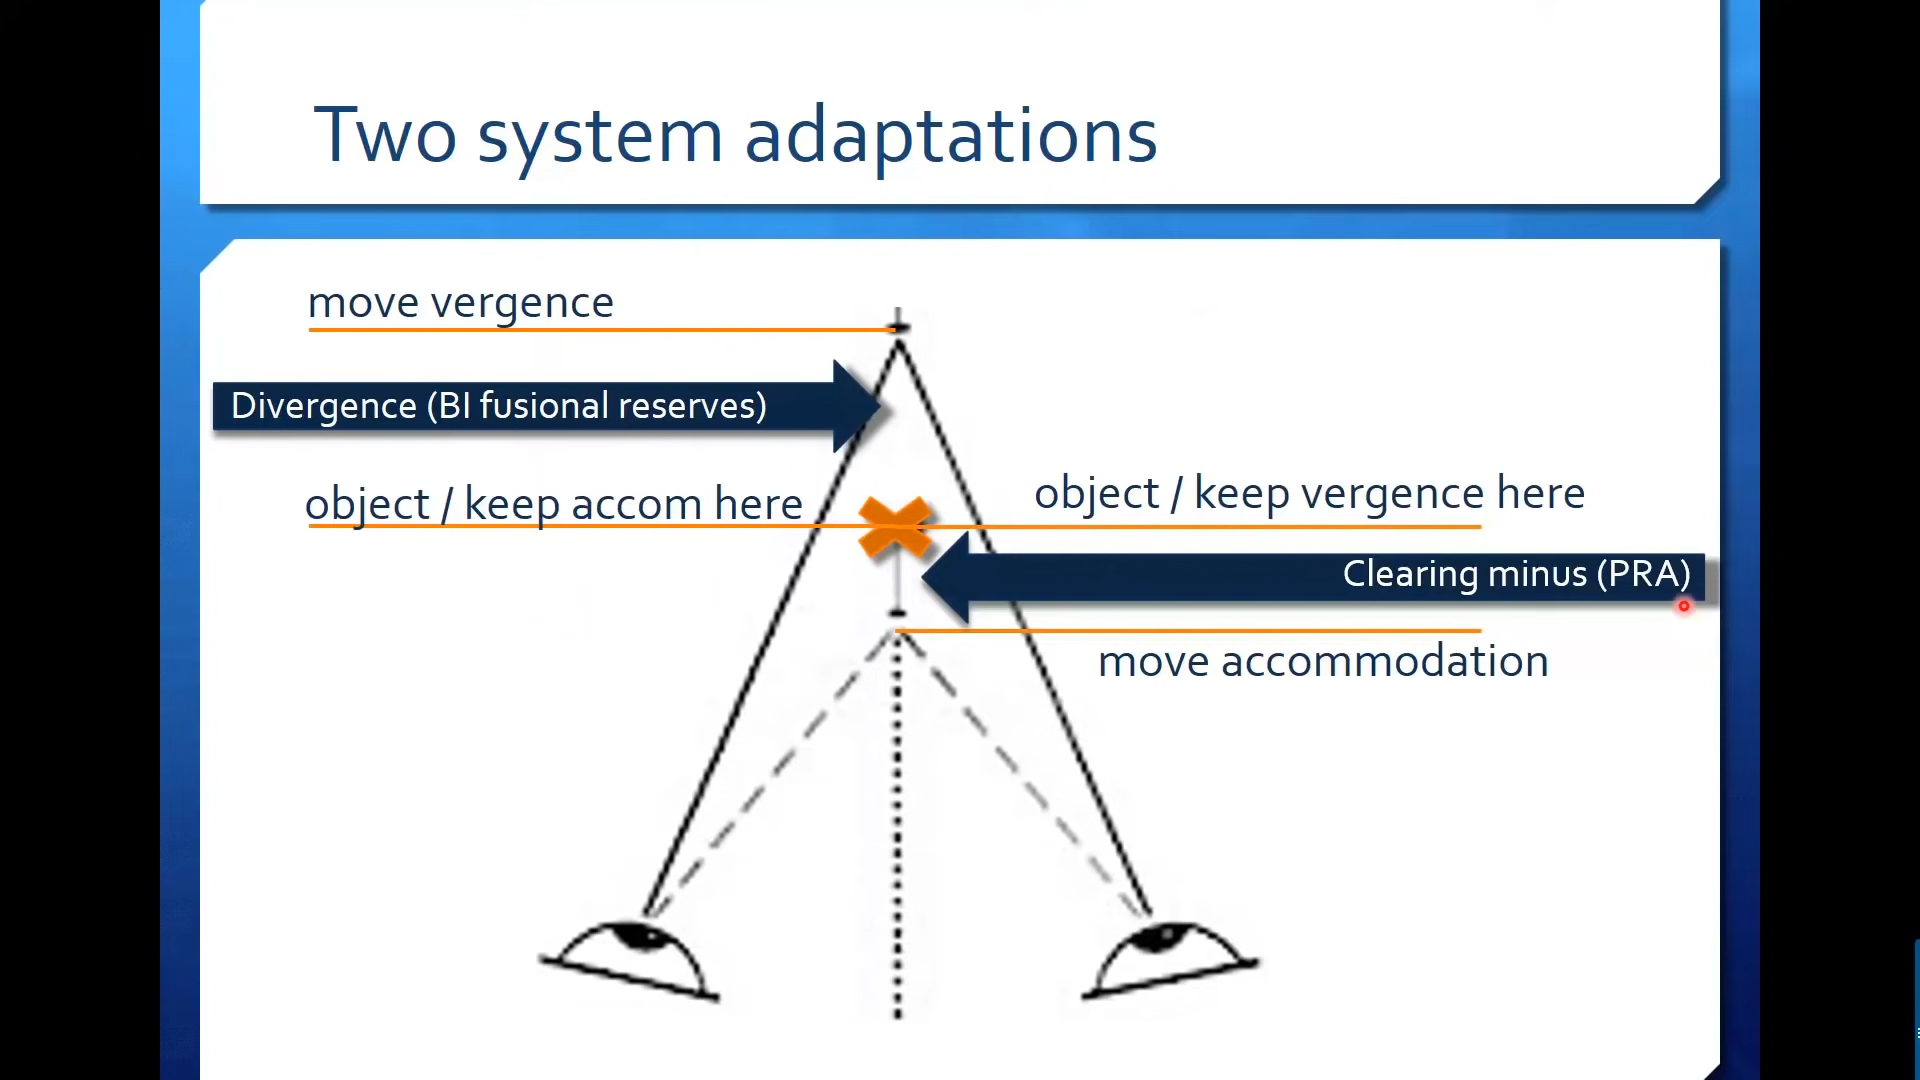 Two system adaptations
move vergence
Divergence (BI fusional reserves)
object / keep accom here
object / keep vergence here
Clearing minus (PRA)
move accommodation